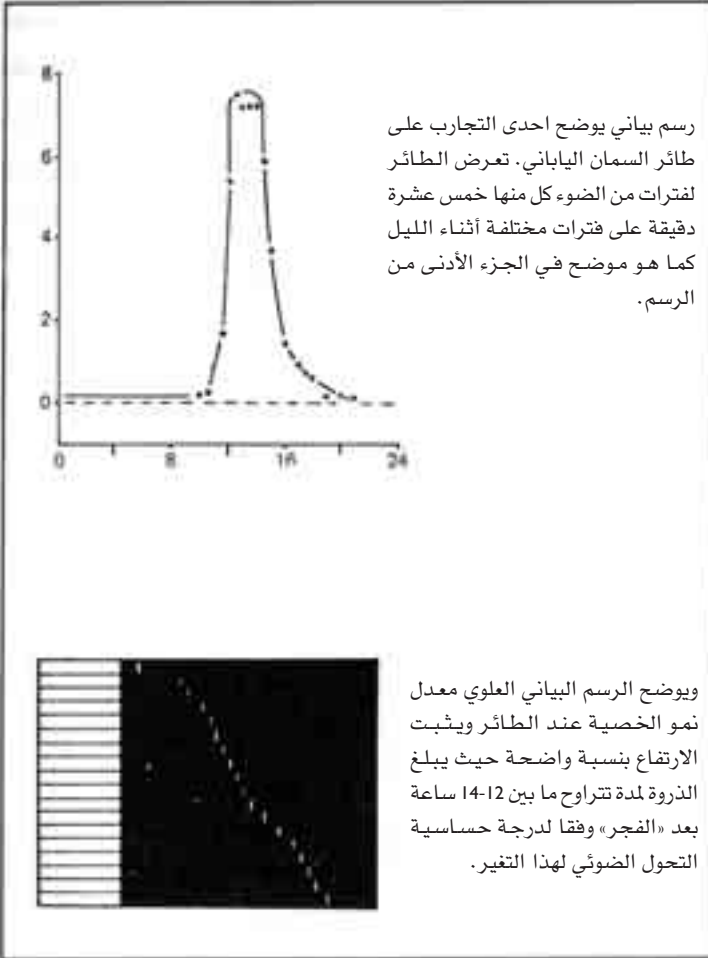 8
6
4
2
0
0 8 16 24
رسم بياني يوضح احدى التجارب على
طائر السمان الياباني. تعرض الطائر
لفترات من الضوء كل منها خمس عشرة
دقيقة على فترات مختلفة أثناء الليل
كما هو موضح في الجزء الأدنى من
الرسم.
ويوضح الرسم البياني العلوي معدل
نمو الخصية عند الطائر ويثبت
الارتفاع بنسبة واضحة حيث يبلغ
الذروة لمدة تتراوح ما بين 12-14 ساعة
بعد «الفجر» وفقا لدرجة حساسية
التحول الضوئي لهذا التغير.